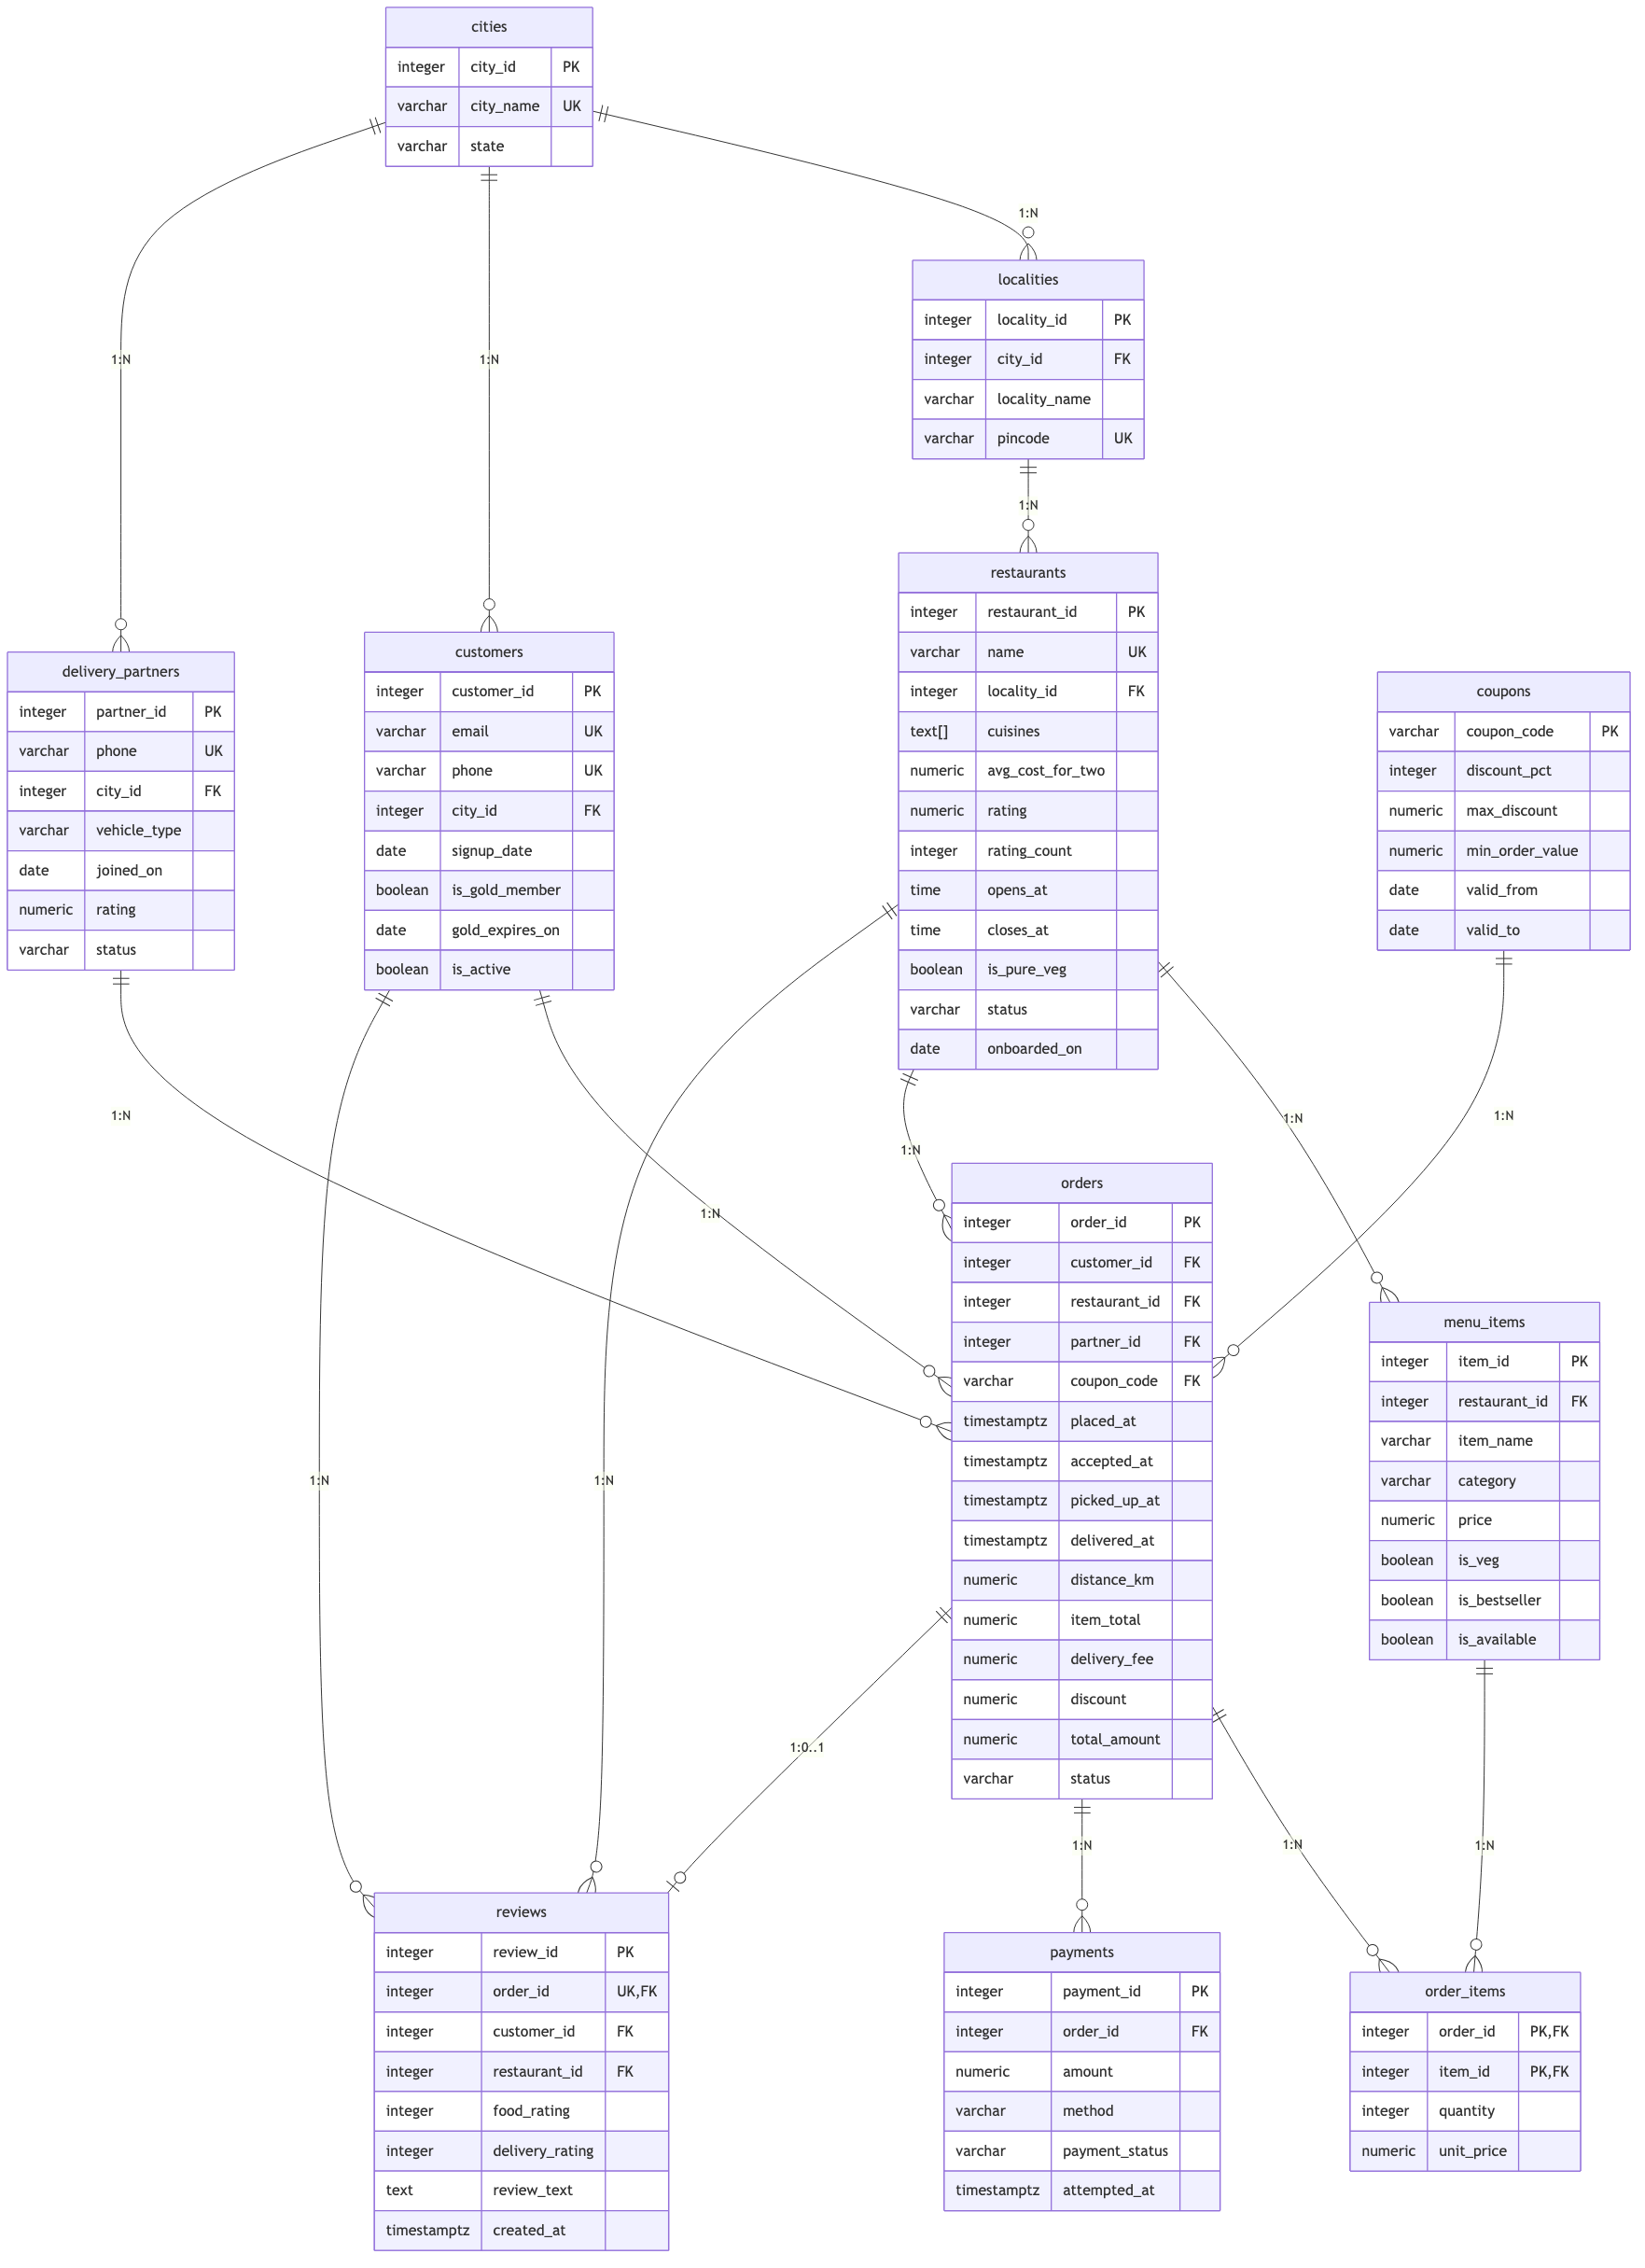 cities
integer city_id PK
varchar city_name UK
varchar state
1:N
localities
integer locality_id PK
integer city_id FK
varchar locality_name
varchar pincode UK
1:N
1:N
1:N
restaurants
integer restaurant_id PK
varchar name UK
integer locality_id FK
text[] cuisines
numeric avg_cost_for_two
numeric rating
integer rating_count
time opens_at
time closes_at
boolean is_pure_veg
varchar status
date onboarded_on
customers
integer customer_id PK
varchar email UK
varchar phone UK
integer city_id FK
date signup_date
boolean is_gold_member
date gold_expires_on
boolean is_active
delivery_partners
integer partner_id PK
varchar phone UK
integer city_id FK
varchar vehicle_type
date joined_on
numeric rating
varchar status
coupons
varchar coupon_code PK
integer discount_pct
numeric max_discount
numeric min_order_value
date valid_from
date valid_to
1:N
1:N
1:N
1:N
1:N
orders
integer order_id PK
integer customer_id FK
integer restaurant_id FK
integer partner_id FK
varchar coupon_code FK
timestamptz placed_at
timestamptz accepted_at
timestamptz picked_up_at
timestamptz delivered_at
numeric distance_km
numeric item_total
numeric delivery_fee
numeric discount
numeric total_amount
varchar status
menu_items
integer item_id PK
integer restaurant_id FK
varchar item_name
varchar category
numeric price
boolean is_veg
boolean is_bestseller
boolean is_available
1:N
1:N
1:0..1
1:N
1:N
1:N
reviews
integer review_id PK
integer order_id UK,FK
integer customer_id FK
integer restaurant_id FK
integer food_rating
integer delivery_rating
text review_text
timestamptz created_at
payments
integer payment_id PK
integer order_id FK
numeric amount
varchar method
varchar payment_status
timestamptz attempted_at
order_items
integer order_id PK,FK
integer item_id PK,FK
integer quantity
numeric unit_price